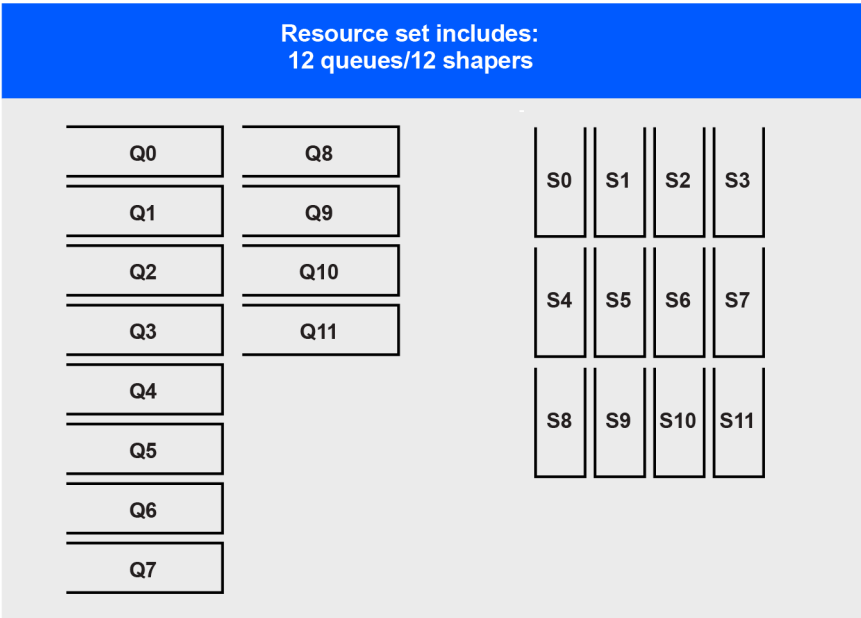 Resource set includes:
12 queues/12 shapers
Q0
Q1
Q2
Q3
Q4
Q5
Q6
Q7
Q8
Q9
Q10
Q11
S0 S1 S2 S3
S4 S5 S6 S7
S8 S9 S10 S11